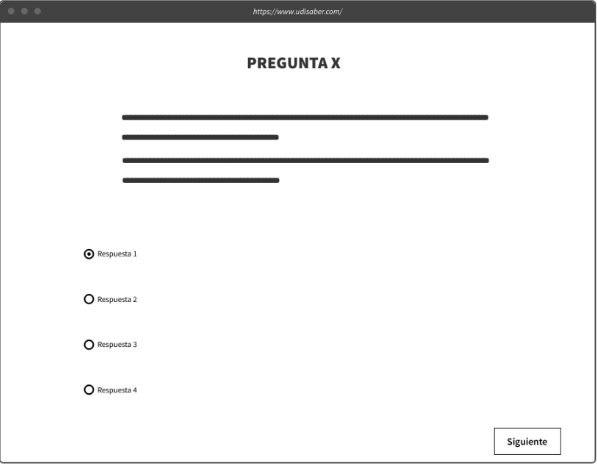 https://www.udisaber.com/
PREGUNTA X
Respuesta 1
Respuesta 2
Respuesta 3
Respuesta 4
Siguiente